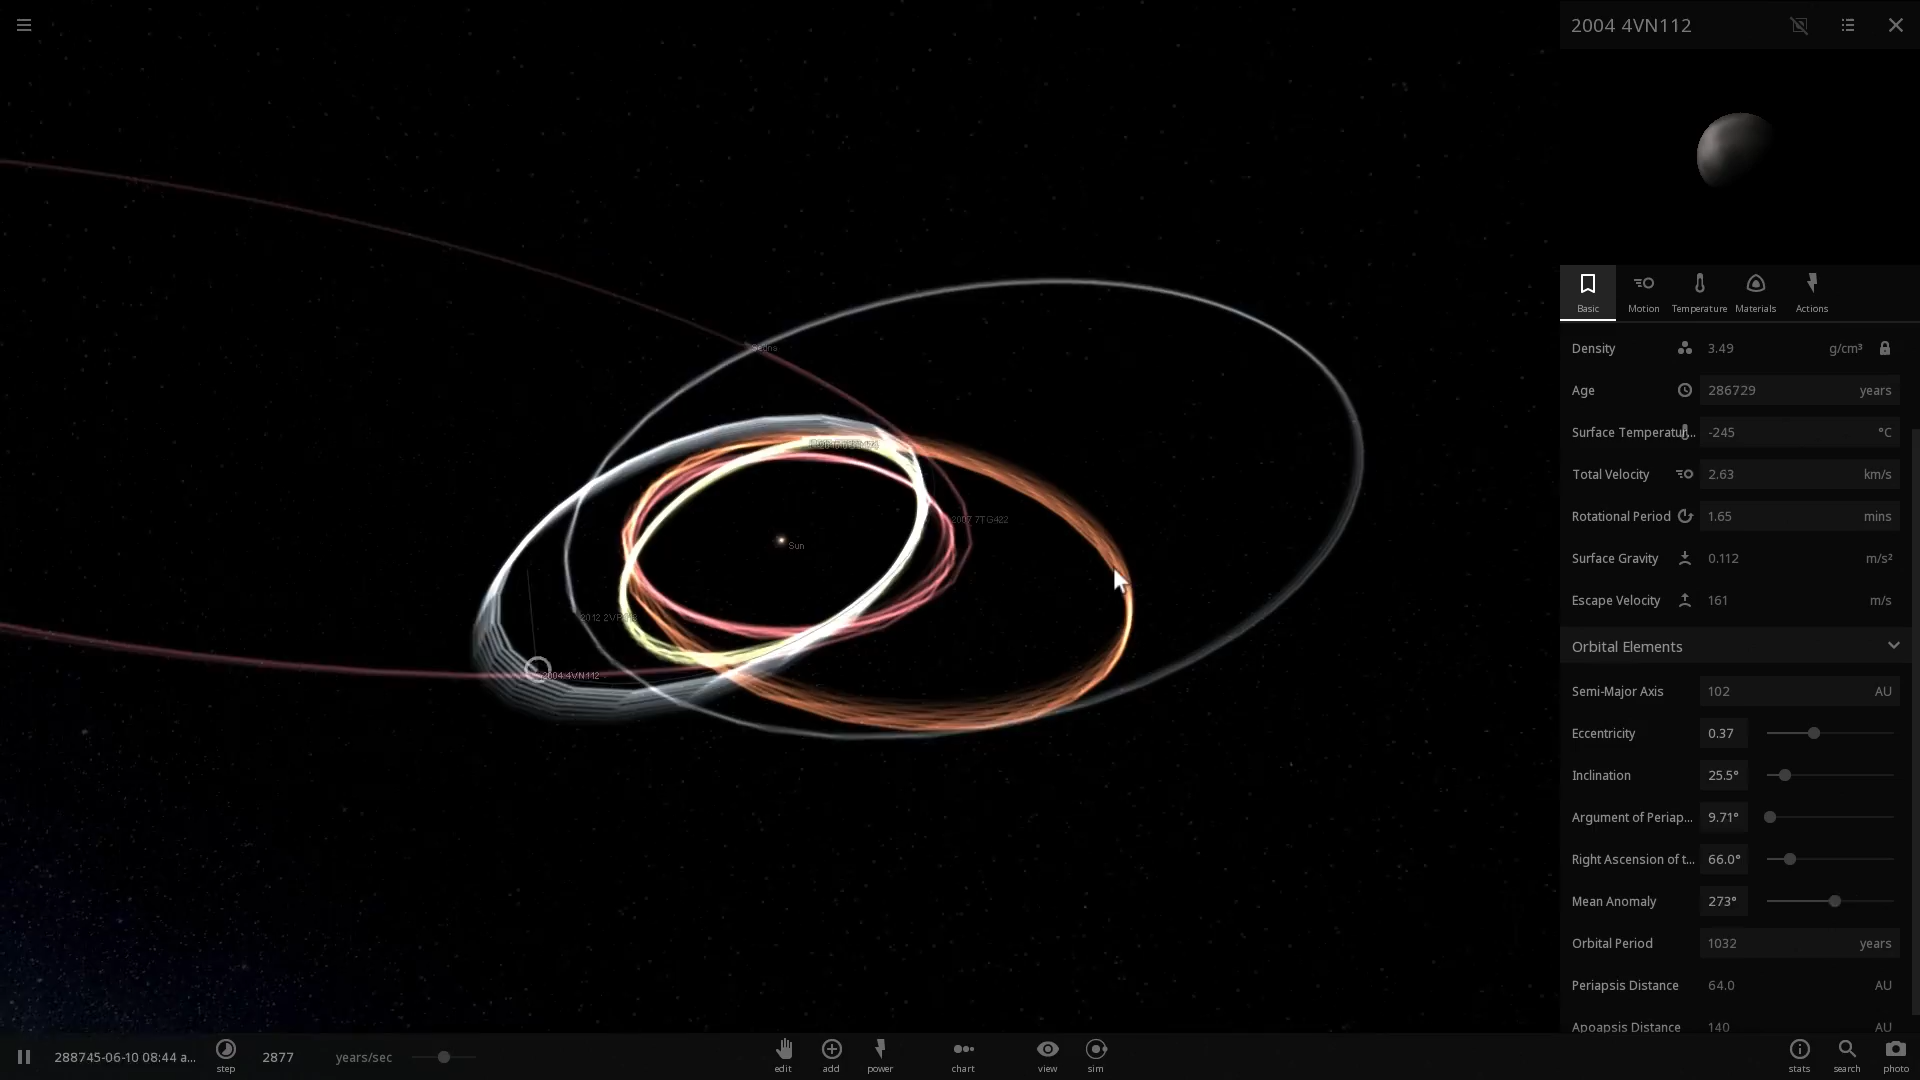 2004 4VN112
Sedna
Sun
2007 7TG422
2004 4VN112
Basic
Motion
Temperature
Materials
Actions
Density 3.49 g/cm³
Age 286729 years
Surface Temperatur... -245 °C
Total Velocity 2.63 km/s
Rotational Period 1.65 mins
Surface Gravity 0.112 m/s²
Escape Velocity 161 m/s
Orbital Elements
Semi-Major Axis 102 AU
Eccentricity 0.37
Inclination 25.5°
Argument of Periap... 9.71°
Right Ascension of t... 66.0°
Mean Anomaly 273°
Orbital Period 1032 years
Periapsis Distance 64.0 AU
Apoapsis Distance 140 AU
288745-06-10 08:44 a...
step
2877 years/sec
edit
add
power
chart
view
sim
stats
search
photo